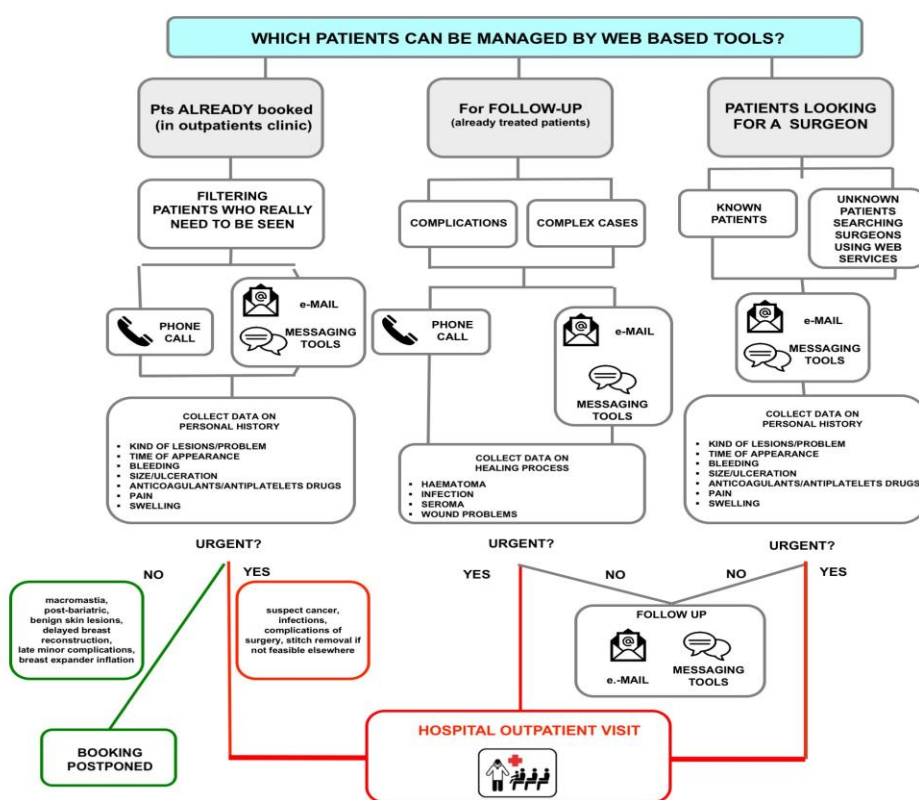 WHICH PATIENTS CAN BE MANAGED BY WEB BASED TOOLS?
Pts ALREADY booked
(in outpatients clinic)
For FOLLOW-UP
(already treated patients)
PATIENTS LOOKING
FOR A SURGEON
FILTERING
PATIENTS WHO REALLY
NEED TO BE SEEN
COMPLICATIONS
COMPLEX CASES
KNOWN
PATIENTS
UNKNOWN
PATIENTS
SEARCHING
SURGEONS
USING WEB
SERVICES
PHONE
CALL
e-MAIL
MESSAGING
TOOLS
PHONE
CALL
e-MAIL
MESSAGING
TOOLS
e-MAIL
MESSAGING
TOOLS
COLLECT DATA ON
PERSONAL HISTORY
• KIND OF LESIONS/PROBLEM
• TIME OF APPEARANCE
• BLEEDING
• SIZE/ULCERATION
• ANTICOAGULANTS/ANTIPLATELETS DRUGS
• PAIN
• SWELLING
COLLECT DATA ON
HEALING PROCESS
• HAEMATOMA
• INFECTION
• SEROMA
• WOUND PROBLEMS
COLLECT DATA ON
PERSONAL HISTORY
• KIND OF LESIONS/PROBLEM
• TIME OF APPEARANCE
• BLEEDING
• SIZE/ULCERATION
• ANTICOAGULANTS/ANTIPLATELETS DRUGS
• PAIN
• SWELLING
URGENT?
NO
YES
URGENT?
YES
NO
URGENT?
NO
YES
macromastia,
post-bariatric,
benign skin lesions,
delayed breast
reconstruction,
late minor complications,
breast expander inflation
suspect cancer,
infections,
complications of
surgery, stitch removal if
not feasible elsewhere
FOLLOW UP
e.-MAIL
MESSAGING
TOOLS
BOOKING
POSTPONED
HOSPITAL OUTPATIENT VISIT